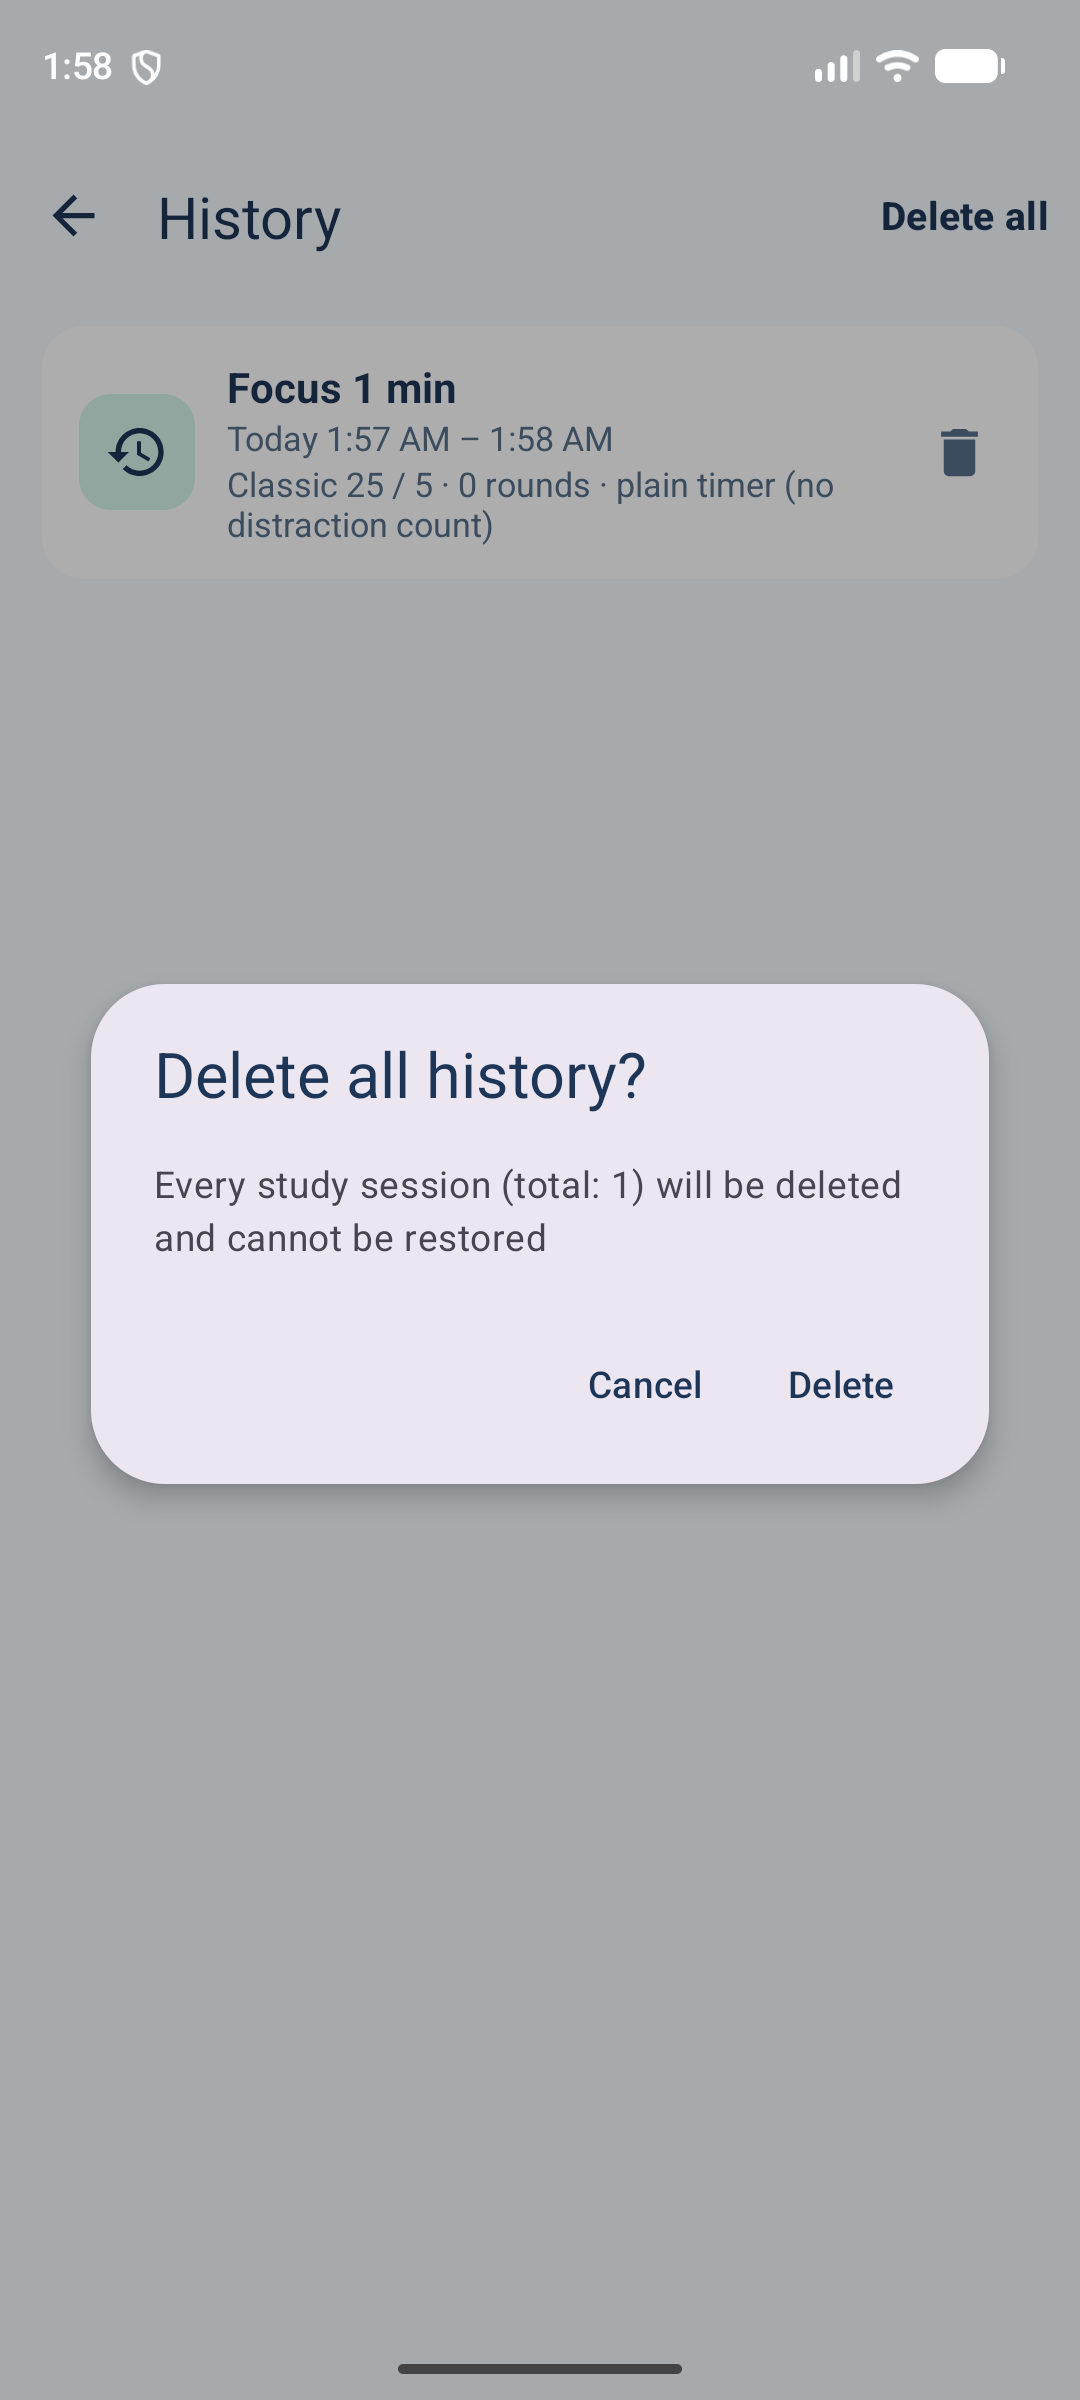 1:58
History
Delete all
Focus 1 min
Today 1:57 AM – 1:58 AM
Classic 25 / 5 · 0 rounds · plain timer (no
distraction count)
Delete all history?
Every study session (total: 1) will be deleted
and cannot be restored
Cancel
Delete